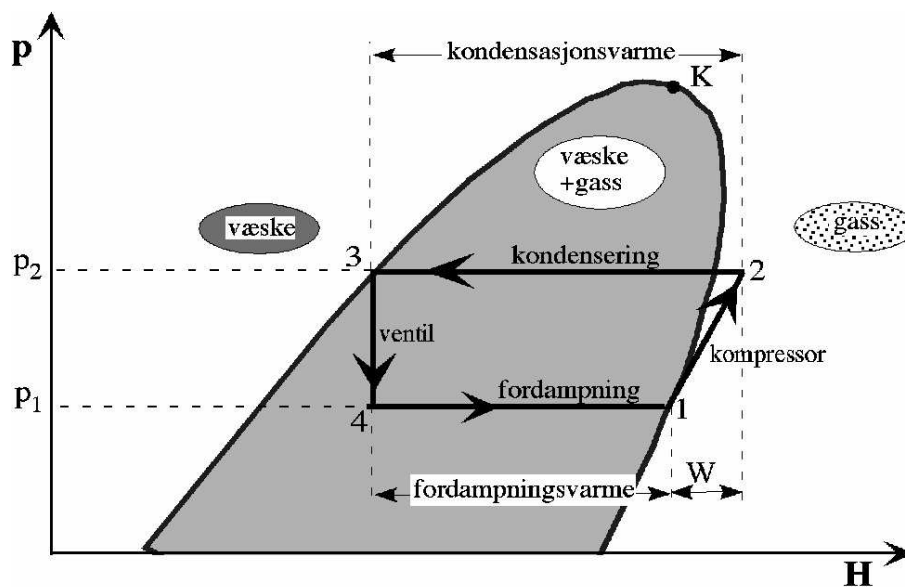 p
kondensasjonsvarme
K
væske
+gass
væske
gass
3
p2
kondensering
2
ventil
kompressor
p1
fordampning
4
1
W
fordampningsvarme
H